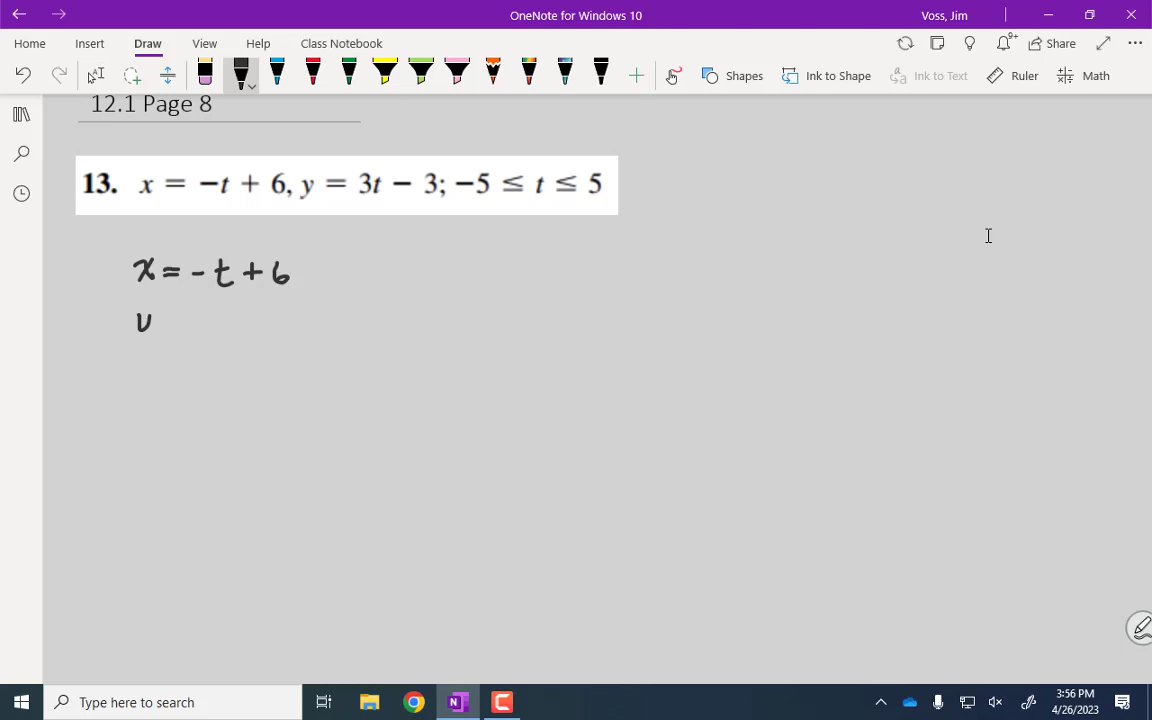 OneNote for Windows 10
Voss, Jim
Home Insert Draw View Help Class Notebook
9+
Share
Shapes
Ink to Shape
Ink to Text
Ruler
Math
12.1 Page 8
13. x = −t + 6, y = 3t − 3; −5 ≤ t ≤ 5
x = - t + 6
Type here to search
3:56 PM
4/26/2023